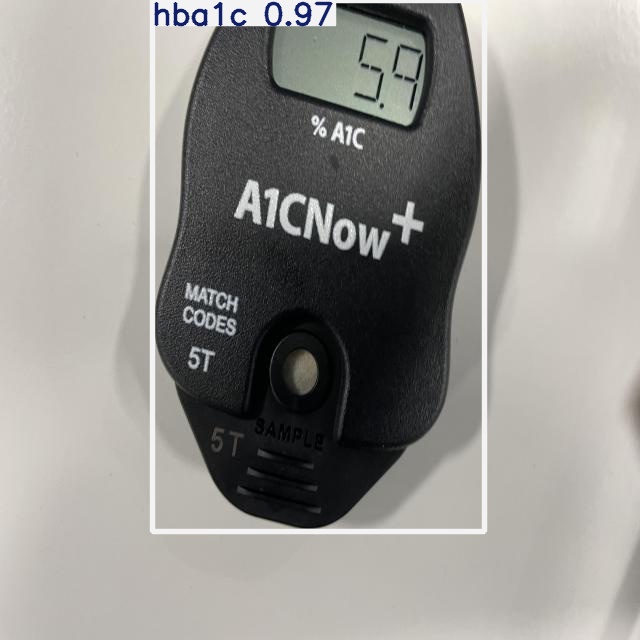 hba1c 0.97
5.9
% A1C
A1CNow+
MATCH
CODES
5T
5T SAMPLE